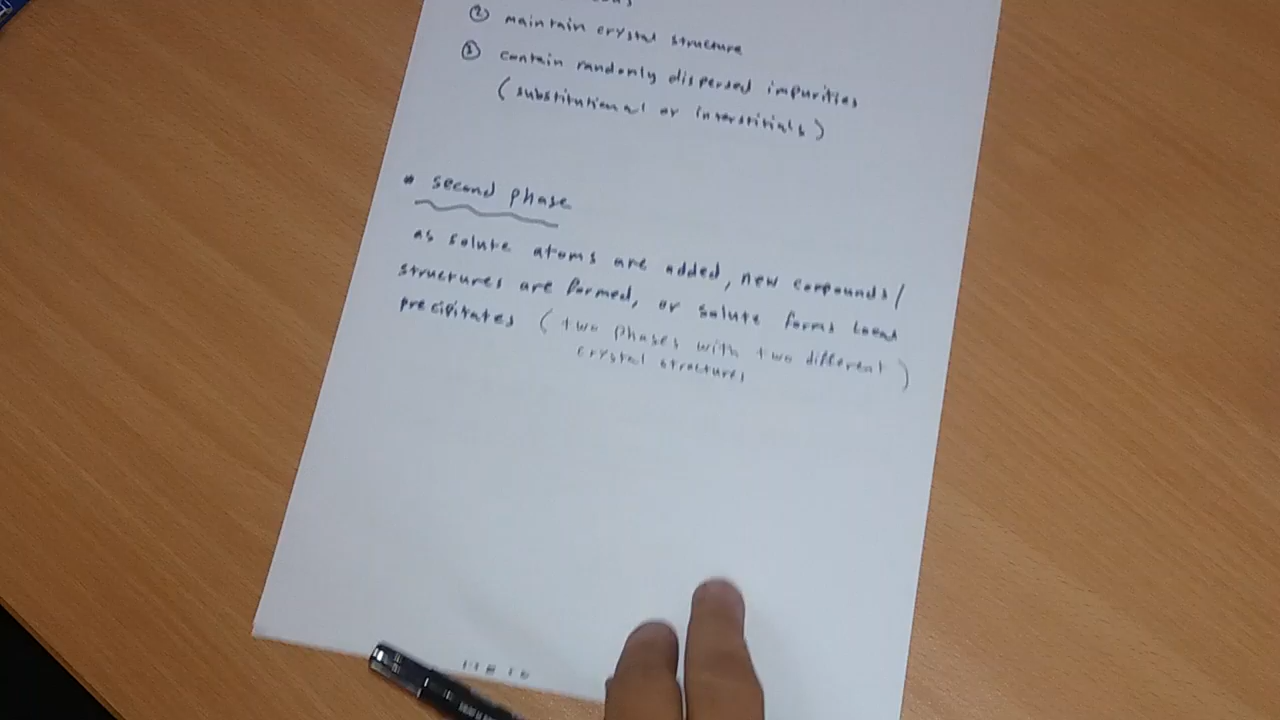 ② maintain crystal structure
③ contain randomly dispersed impurities
(substitutional or interstitials)
* second phase
as solute atoms are added, new compounds/
structures are formed, or solute forms local
precipitates (two phases with two different
crystal structures)